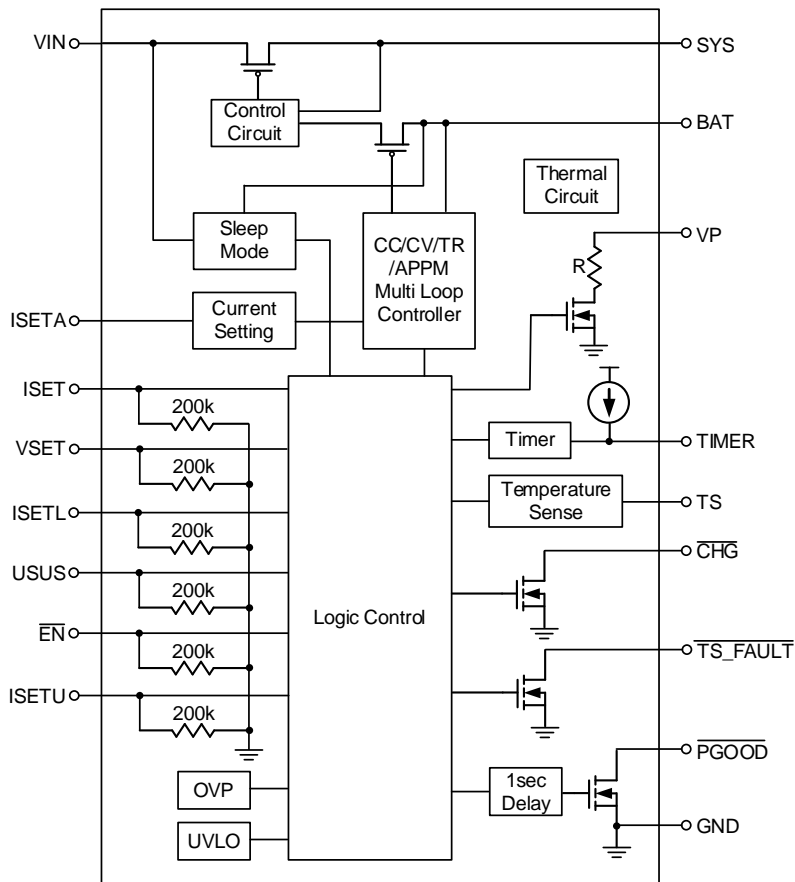 VIN
SYS
Control
Circuit
BAT
Thermal
Circuit
Sleep
Mode
CC/CV/TR
/APPM
Multi Loop
Controller
VP
R
ISETA
Current
Setting
ISET
200k
VSET
200k
ISETL
200k
USUS
200k
EN
200k
ISETU
200k
Logic Control
Timer
TIMER
Temperature
Sense
TS
CHG
TS_FAULT
PGOOD
1sec
Delay
GND
OVP
UVLO